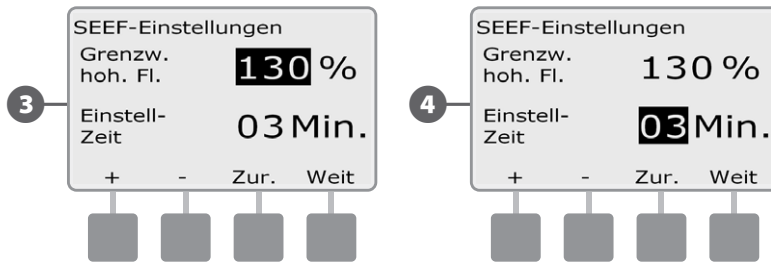 3
SEEF-Einstellungen
Grenzw.
hoh. Fl. 130 %
Einstell-
Zeit 03 Min.
+ - Zur. Weit
4
SEEF-Einstellungen
Grenzw.
hoh. Fl. 130 %
Einstell-
Zeit 03 Min.
+ - Zur. Weit